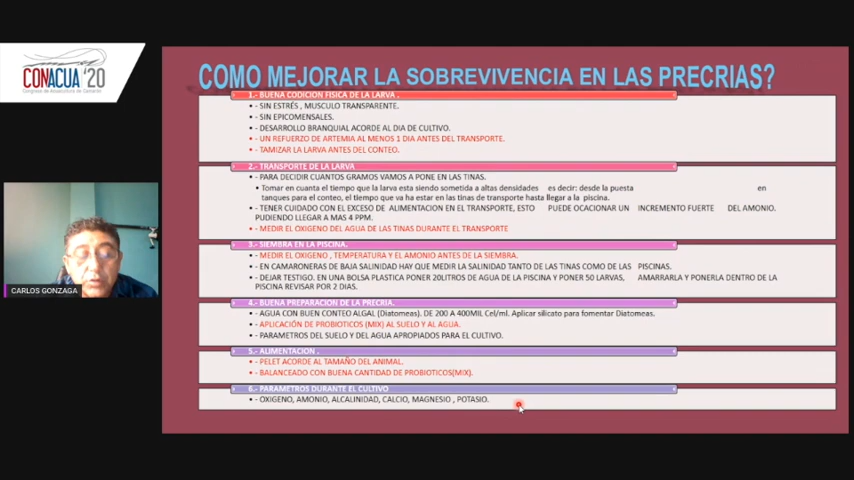 CONACUA '20
Congreso de Acuicultura de Camarón
COMO MEJORAR LA SOBREVIVENCIA EN LAS PRECRIAS?
1.- BUENA CODICION FISICA DE LA LARVA .
• - SIN ESTRÉS , MUSCULO TRANSPARENTE.
• - SIN EPICOMENSALES.
• - DESARROLLO BRANQUIAL ACORDE AL DIA DE CULTIVO.
• - UN REFUERZO DE ARTEMIA AL MENOS 1 DIA ANTES DEL TRANSPORTE.
• - TAMIZAR LA LARVA ANTES DEL CONTEO.
2.- TRANSPORTE DE LA LARVA
• - PARA DECIDIR CUANTOS GRAMOS VAMOS A PONE EN LAS TINAS.
• Tomar en cuanta el tiempo que la larva esta siendo sometida a altas densidades es decir: desde la puesta en
tanques para el conteo, el tiempo que va ha estar en las tinas de transporte hasta llegar a la piscina.
• - TENER CUIDADO CON EL EXCESO DE ALIMENTACION EN EL TRANSPORTE, ESTO PUEDE OCACIONAR UN INCREMENTO FUERTE DEL AMONIO.
PUDIENDO LLEGAR A MAS 4 PPM.
• - MEDIR EL OXIGENO DEL AGUA DE LAS TINAS DURANTE EL TRANSPORTE
3.- SIEMBRA EN LA PISCINA.
• - MEDIR EL OXIGENO , TEMPERATURA Y EL AMONIO ANTES DE LA SIEMBRA.
• - EN CAMARONERAS DE BAJA SALINIDAD HAY QUE MEDIR LA SALINIDAD TANTO DE LAS TINAS COMO DE LAS PISCINAS.
• - DEJAR TESTIGO. EN UNA BOLSA PLASTICA PONER 20LITROS DE AGUA DE LA PISCINA Y PONER 50 LARVAS, AMARRARLA Y PONERLA DENTRO DE LA
PISCINA REVISAR POR 2 DIAS.
4.- BUENA PREPARACION DE LA PRECRIA.
• - AGUA CON BUEN CONTEO ALGAL (Diatomeas). DE 200 A 400MIL Cel/ml. Aplicar silicato para fomentar Diatomeas.
• - APLICACIÓN DE PROBIOTICOS (MIX) AL SUELO Y AL AGUA.
• - PARAMETROS DEL SUELO Y DEL AGUA APROPIADOS PARA EL CULTIVO.
5.- ALIMENTACION .
• - PELET ACORDE AL TAMAÑO DEL ANIMAL.
• - BALANCEADO CON BUENA CANTIDAD DE PROBIOTICOS(MIX).
6.- PARAMETROS DURANTE EL CULTIVO
• - OXIGENO, AMONIO, ALCALINIDAD, CALCIO, MAGNESIO , POTASIO.
CARLOS GONZAGA